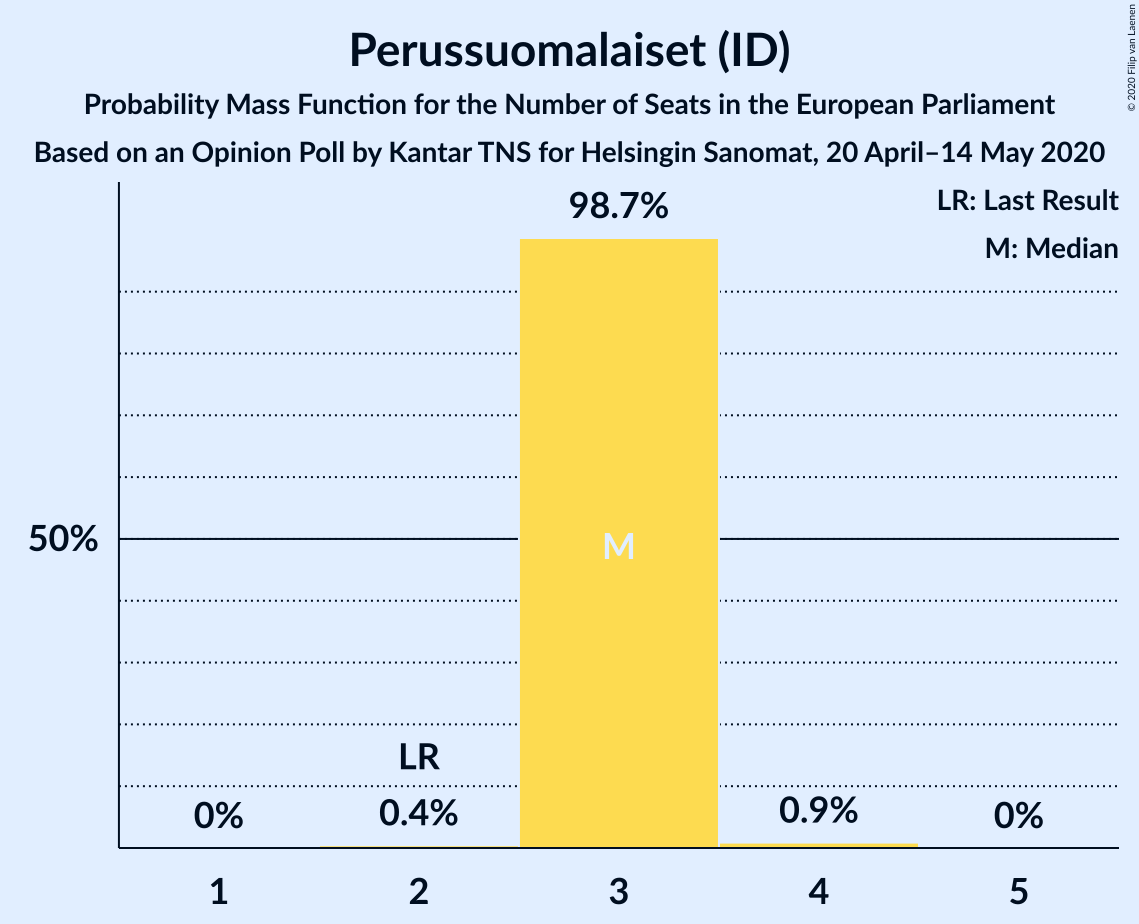 Perussuomalaiset (ID)
Probability Mass Function for the Number of Seats in the European Parliament
Based on an Opinion Poll by Kantar TNS for Helsingin Sanomat, 20 April–14 May 2020
© 2020 Filip van Laenen
LR: Last Result
M: Median
98.7%
50%
M
LR
0%
0.4%
0.9%
0%
1
2
3
4
5